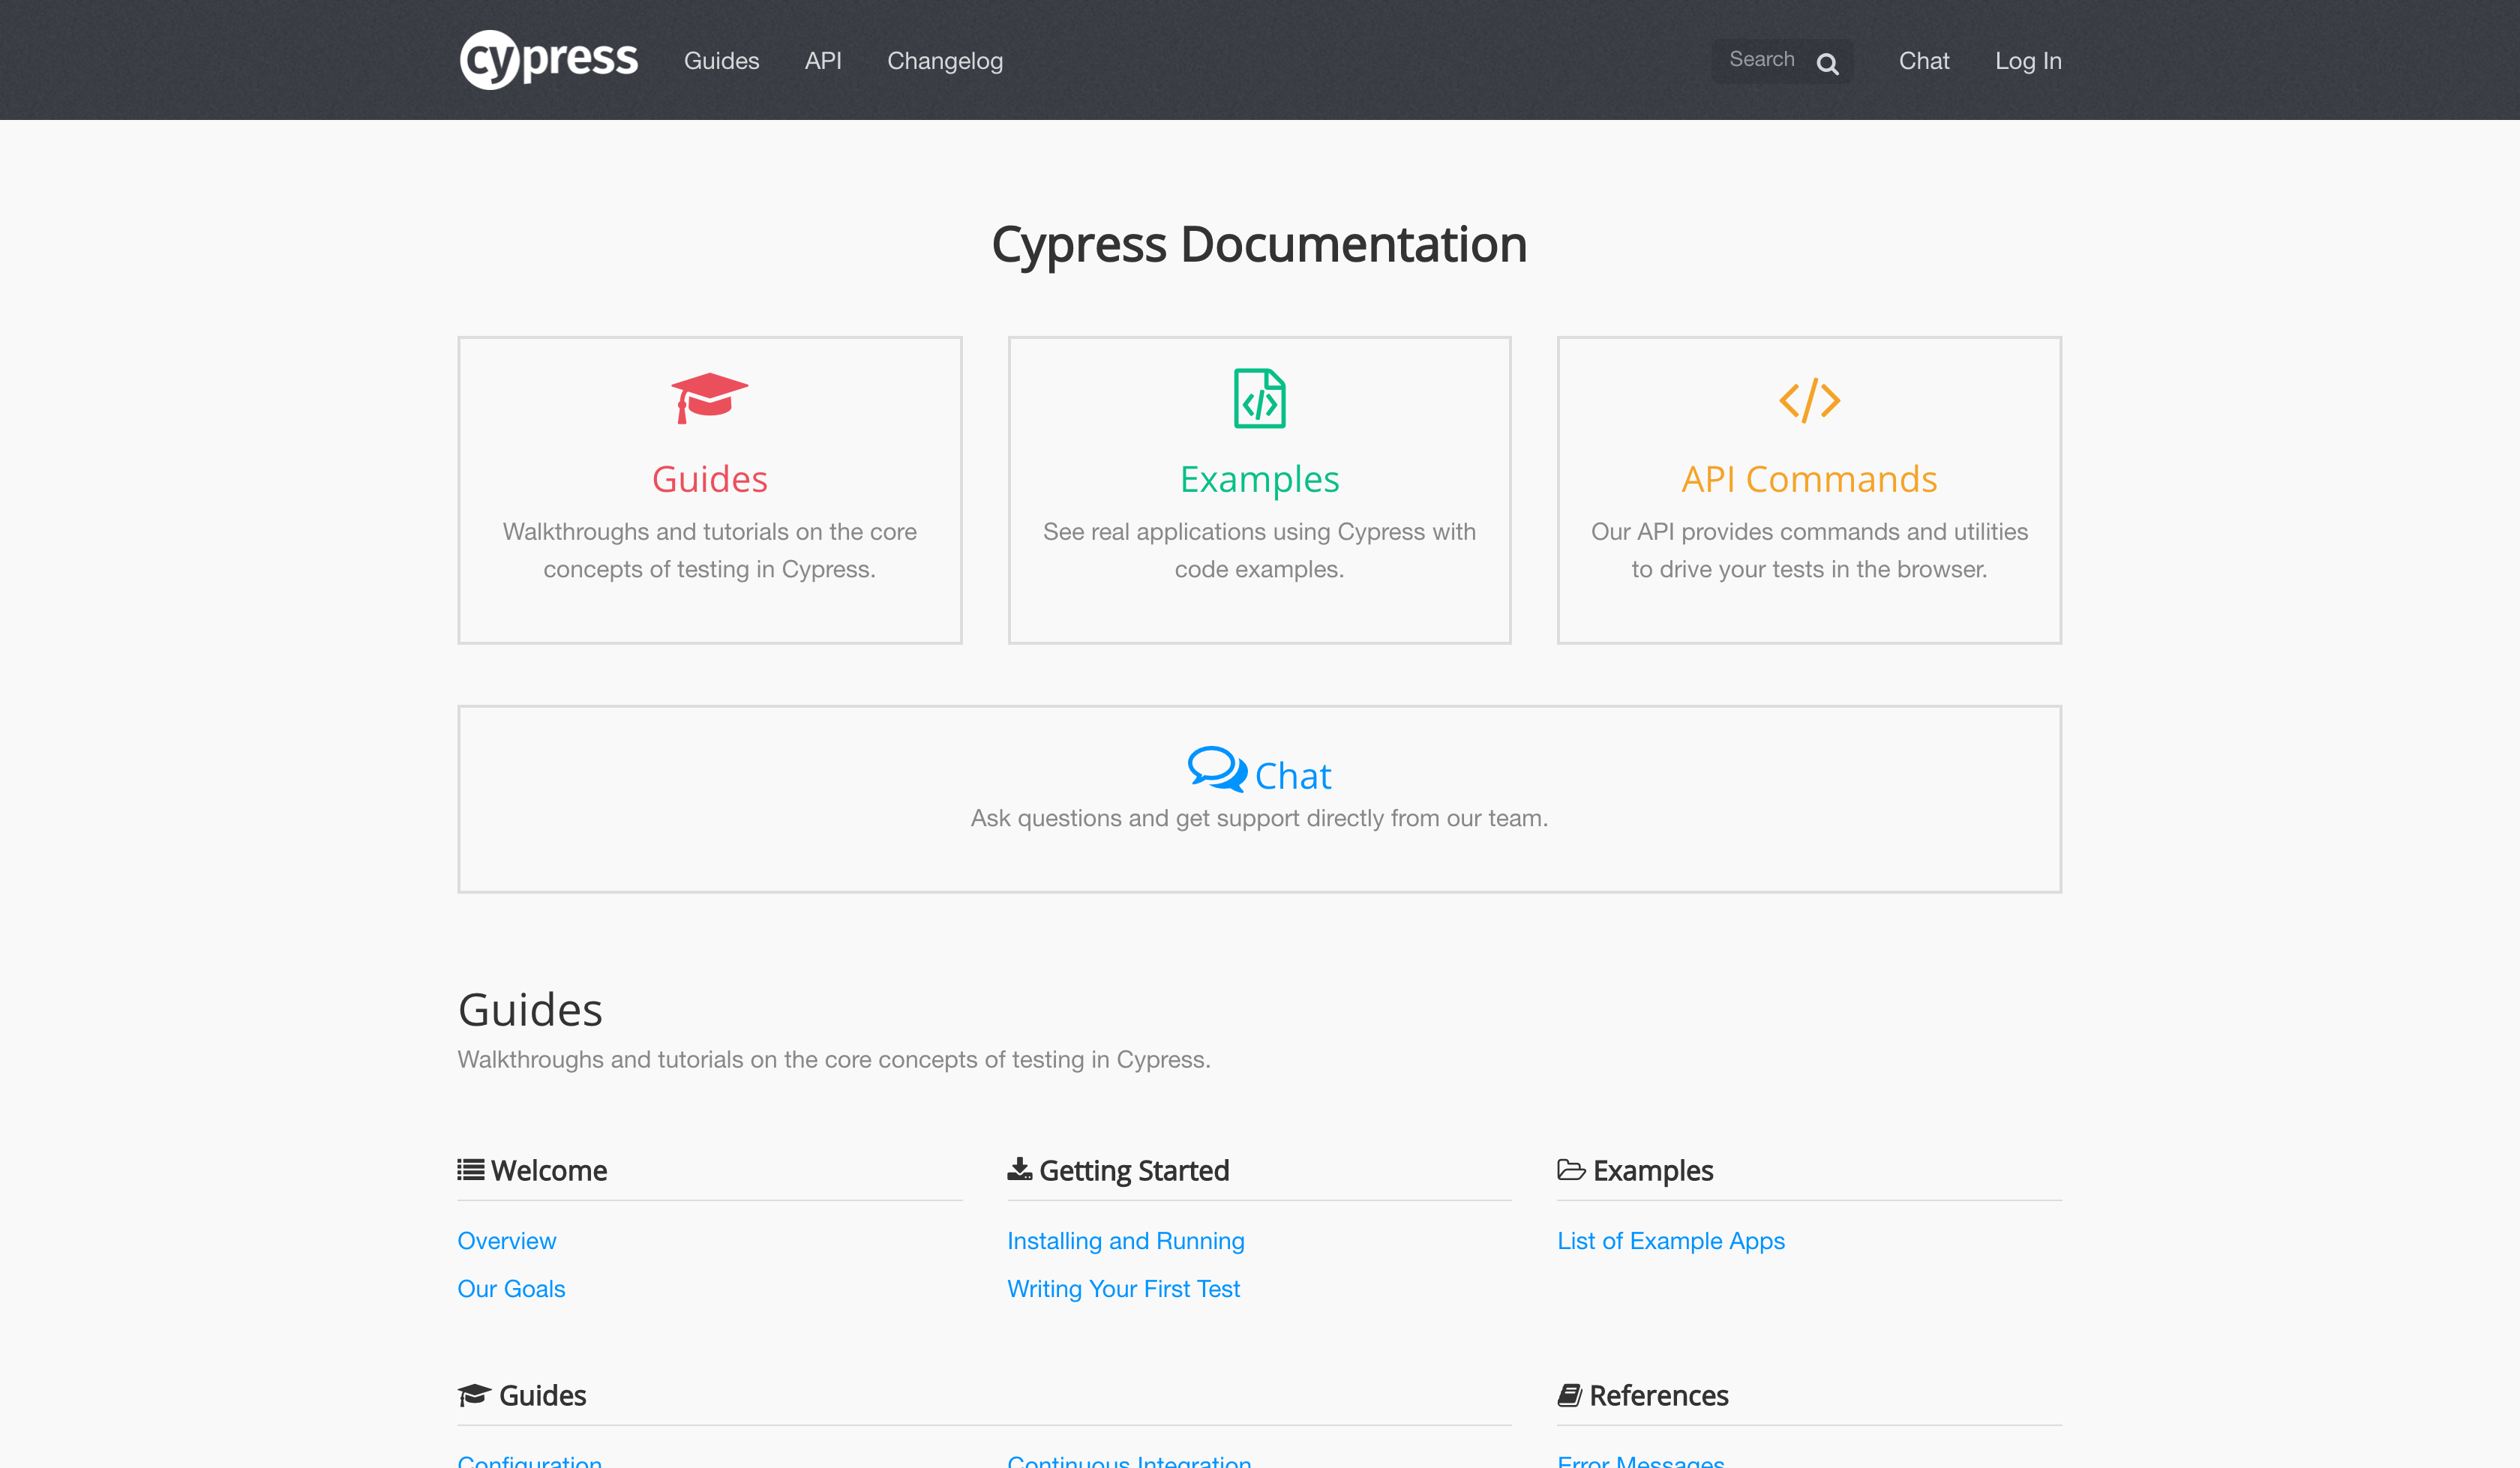 cypress Guides API Changelog Search Chat Log In
Cypress Documentation
Guides
Walkthroughs and tutorials on the core
concepts of testing in Cypress.
Examples
See real applications using Cypress with
code examples.
API Commands
Our API provides commands and utilities
to drive your tests in the browser.
Chat
Ask questions and get support directly from our team.
Guides
Walkthroughs and tutorials on the core concepts of testing in Cypress.
Welcome
Overview
Our Goals
Getting Started
Installing and Running
Writing Your First Test
Examples
List of Example Apps
Guides
Configuration
Continuous Integration
References
Error Messages